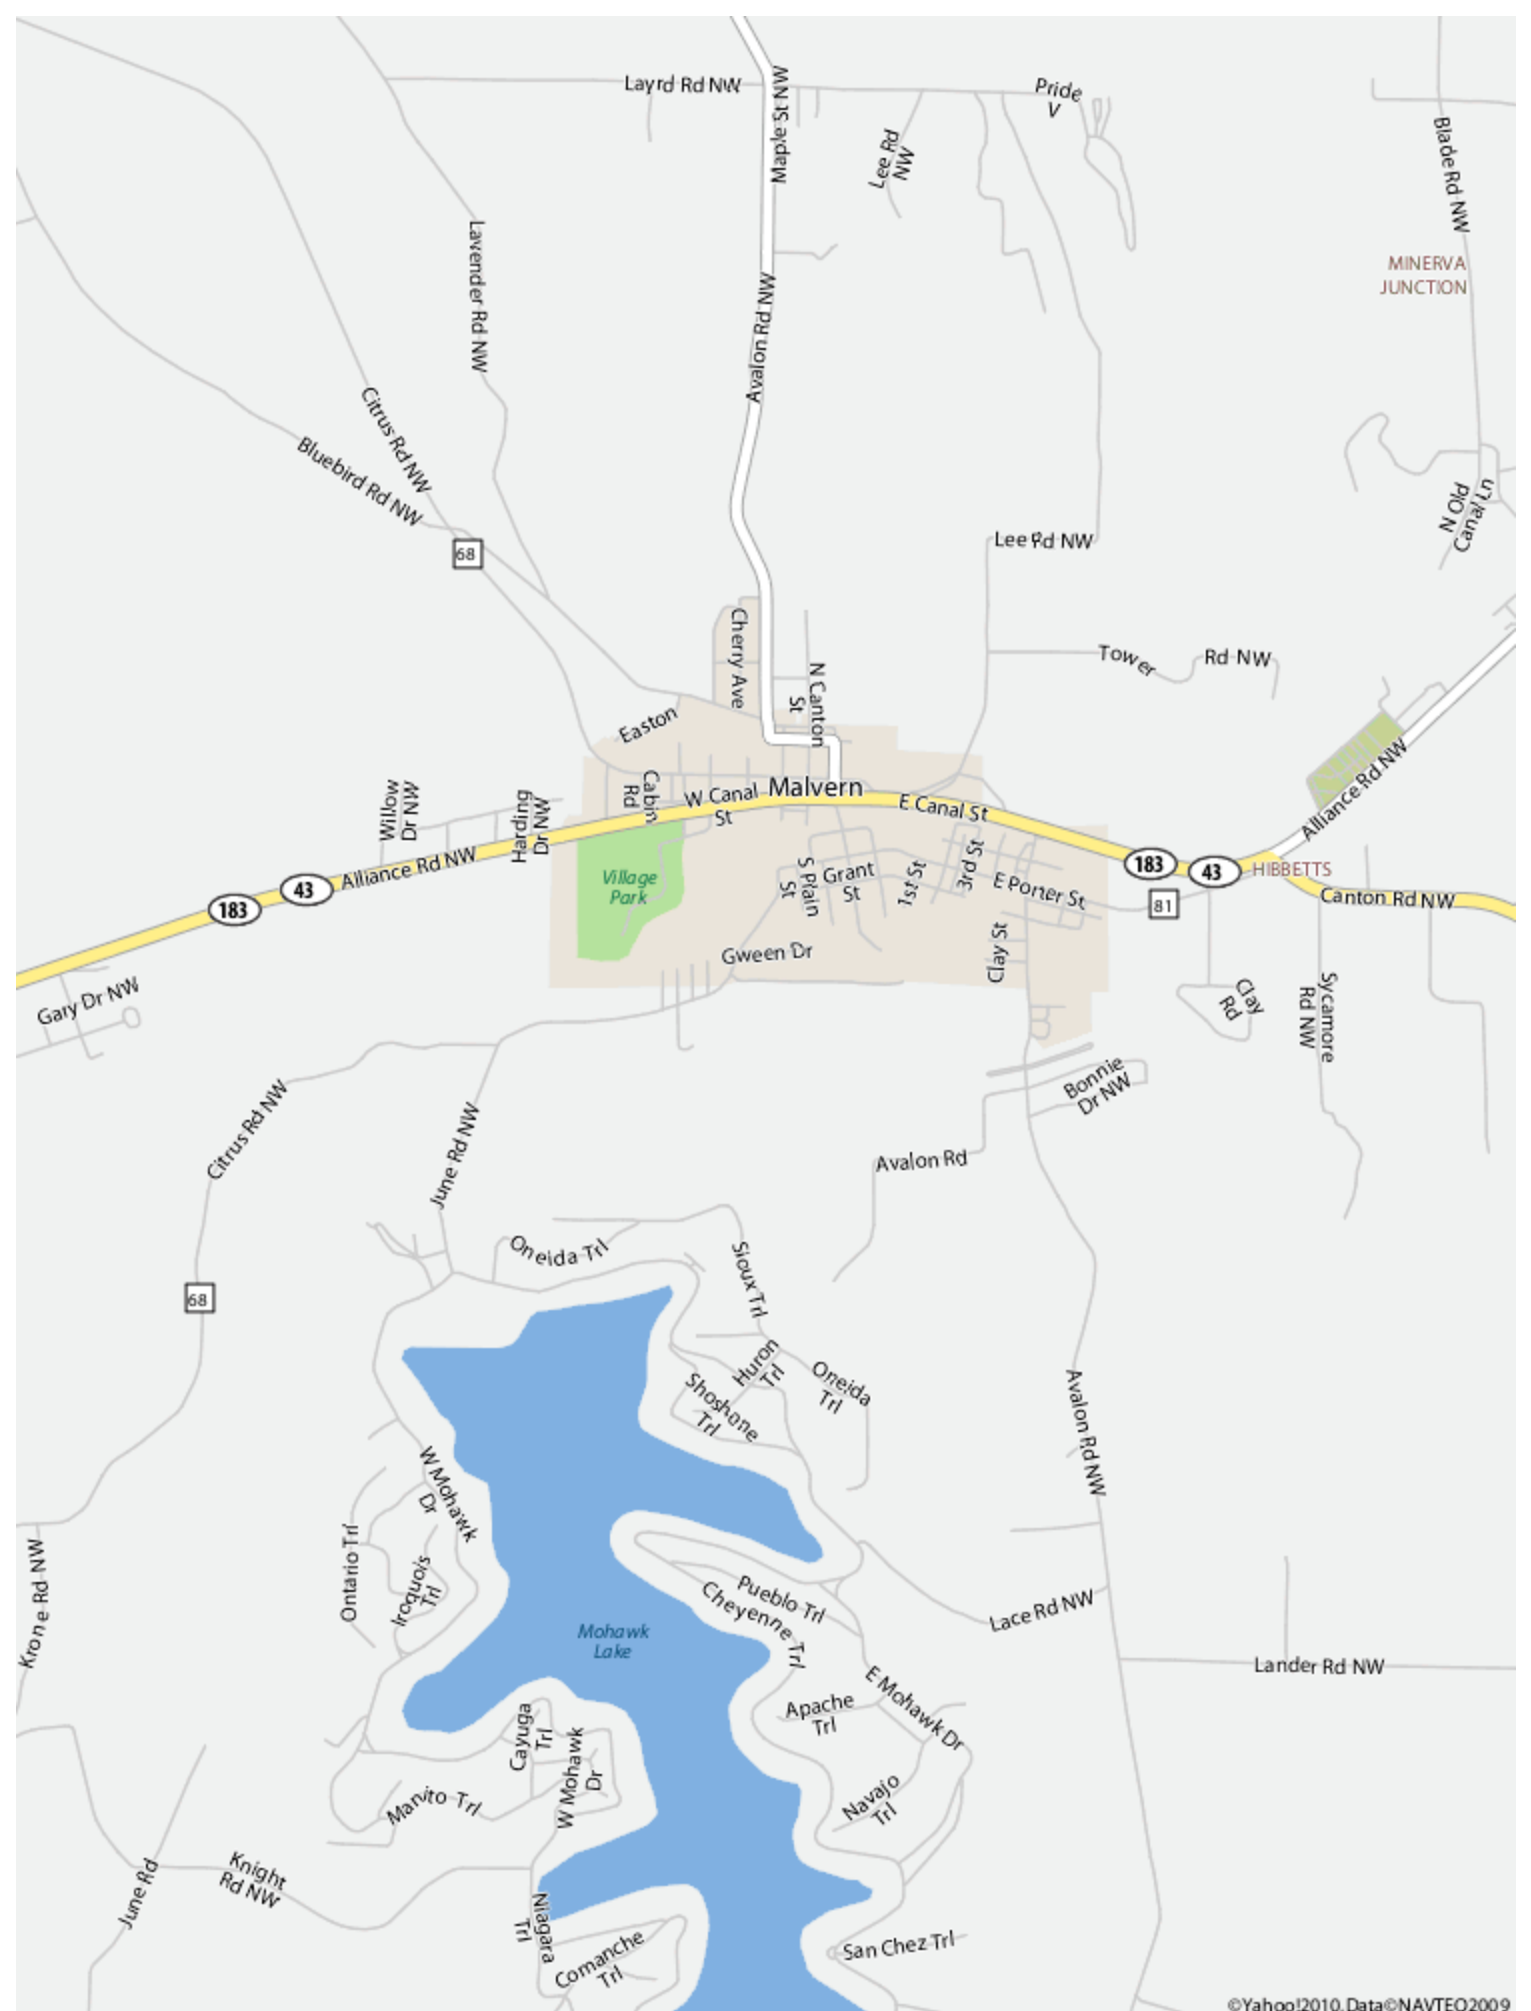 Layrd Rd NW
Pride
V
Maple St NW
Lee Rd
NW
Blade Rd NW
MINERVA
JUNCTION
Lavender Rd NW
Avalon Rd NW
Citrus Rd NW
Bluebird Rd NW
68
N Old
Canal Ln
Lee Rd NW
Cherry Ave
Tower
Rd NW
N Canton
St
Easton
Alliance Rd NW
Willow
Dr NW
Harding
Dr NW
Cabin
Rd
W Canal
St
Malvern
E Canal St
183
43
HIBBETTS
Alliance Rd NW
43
183
Village
Park
S Plain
St
Grant
St
1st St
3rd St
E Porter St
81
Canton Rd NW
Gween Dr
Clay St
Gary Dr NW
Clay
Rd
Sycamore
Rd NW
Bonnie
Dr NW
Citrus Rd NW
June Rd NW
Avalon Rd
Oneida Trl
Sioux Trl
68
Huron
Trl
Oneida
Trl
Shoshone
Trl
Avalon Rd NW
W Mohawk
Dr
Ontario Trl
Iroquois
Trl
Krone Rd NW
Pueblo Trl
Cheyenne Trl
Lace Rd NW
Mohawk
Lake
Lander Rd NW
E Mohawk Dr
Apache
Trl
Cayuga
Trl
W Mohawk
Dr
Navajo
Trl
Knight
Rd NW
June Rd
Niagara
Trl
Comanche
Trl
San Chez Trl
©Yahoo!2010,Data©NAVTEQ2009